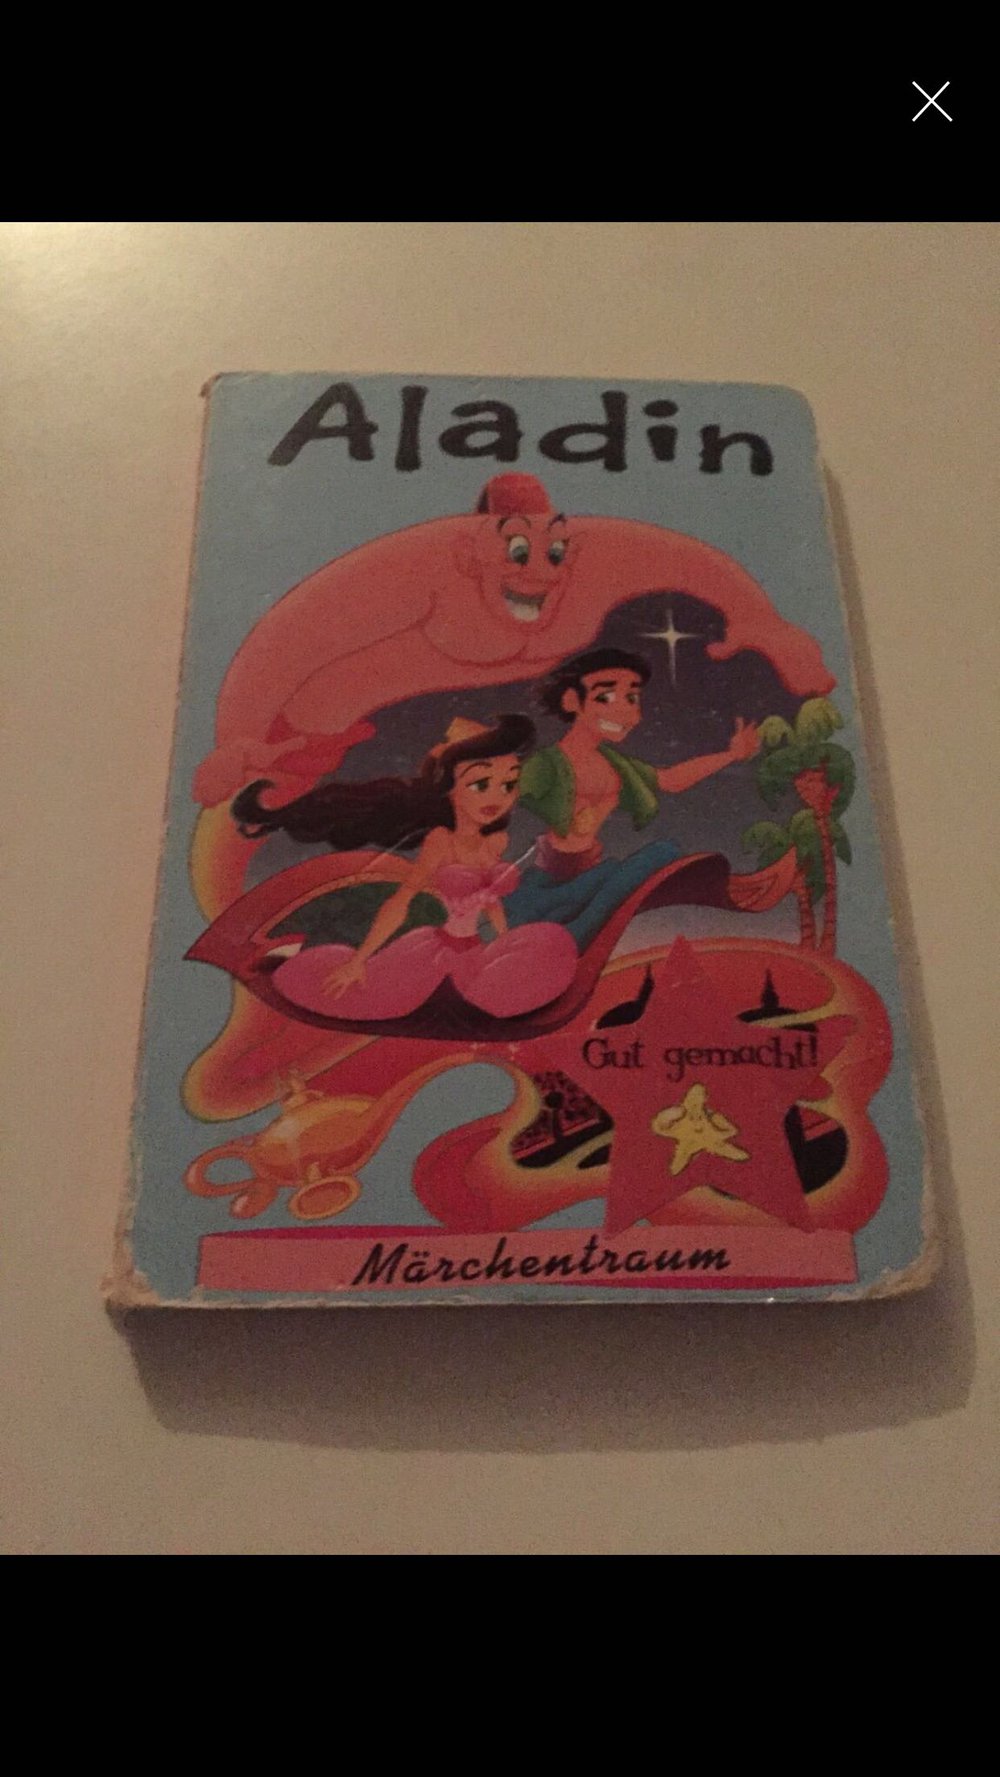 Aladin
Gut gemacht!
Märchentraum